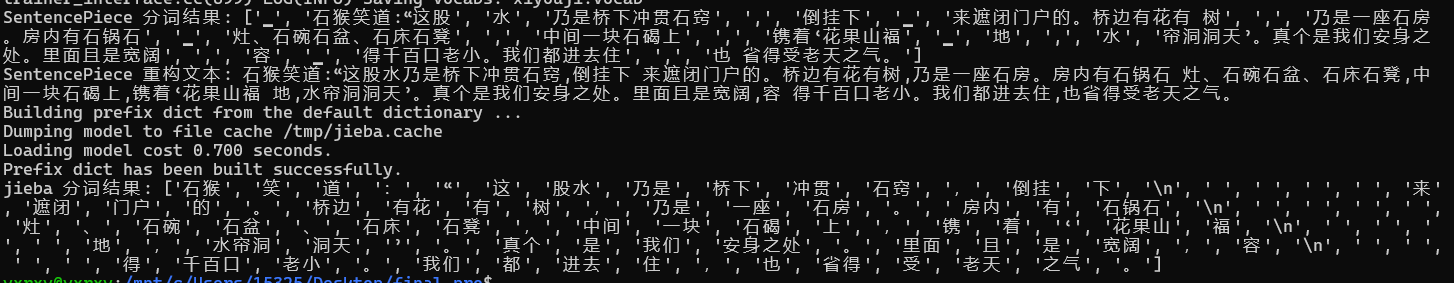 trainer_interface.cc(699) LOG(INFO) Saving vocabs: xiyouji.vocab
SentencePiece 分词结果: ['▁', '石猴笑道:“这股', '水', '乃是桥下冲贯石窍', ',', '倒挂下', '▁', '来遮闭门户的。桥边有花有 树', ',', '乃是一座石房
。房内有石锅石', '▁', '灶、石碗石盆、石床石凳', ',', '中间一块石碣上', ',', '镌着‘花果山福', '▁', '地', ',', '水', '帘洞洞天’。真个是我们安身之
处。里面且是宽阔', ',', '容', '▁', '得千百口老小。我们都进去住', ',', '也 省得受老天之气。']
SentencePiece 重构文本: 石猴笑道:“这股水乃是桥下冲贯石窍,倒挂下 来遮闭门户的。桥边有花有树,乃是一座石房。房内有石锅石 灶、石碗石盆、石床石凳,中
间一块石碣上,镌着‘花果山福 地,水帘洞洞天’。真个是我们安身之处。里面且是宽阔,容 得千百口老小。我们都进去住,也省得受老天之气。
Building prefix dict from the default dictionary ...
Dumping model to file cache /tmp/jieba.cache
Loading model cost 0.700 seconds.
Prefix dict has been built successfully.
jieba 分词结果: ['石猴', '笑', '道', '：', '“', '这', '股水', '乃是', '桥下', '冲贯', '石窍', '，', '倒挂', '下', '\n', ' ', ' ', ' ', ' ', '来'
, '遮闭', '门户', '的', '。', '桥边', '有花', '有', '树', '，', '乃是', '一座', '石房', '。', '房内', '有', '石锅石', '\n', ' ', ' ', ' ', ' ',
'灶', '、', '石碗', '石盆', '、', '石床', '石凳', '，', '中间', '一块', '石碣', '上', '，', '镌', '着', '‘', '花果山', '福', '\n', ' ', ' ', '
', ' ', '地', '，', '水帘洞', '洞天', '’', '。', '真个', '是', '我们', '安身之处', '。', '里面', '且', '是', '宽阔', '，', '容', '\n', ' ', ' ',
' ', ' ', '得', '千百口', '老小', '。', '我们', '都', '进去', '住', '，', '也', '省得', '受', '老天', '之气', '。']